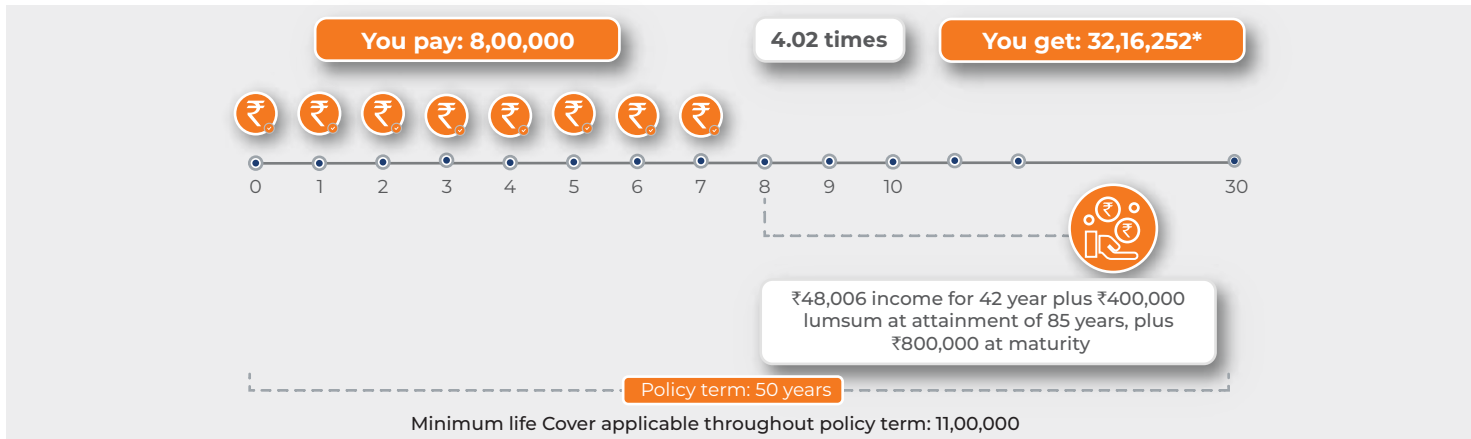 You pay: 8,00,000
4.02 times
You get: 32,16,252*
₹ ₹ ₹ ₹ ₹ ₹ ₹ ₹
0 1 2 3 4 5 6 7 8 9 10 30
₹ ₹
₹48,006 income for 42 year plus ₹400,000
lumsum at attainment of 85 years, plus
₹800,000 at maturity
Policy term: 50 years
Minimum life Cover applicable throughout policy term: 11,00,000